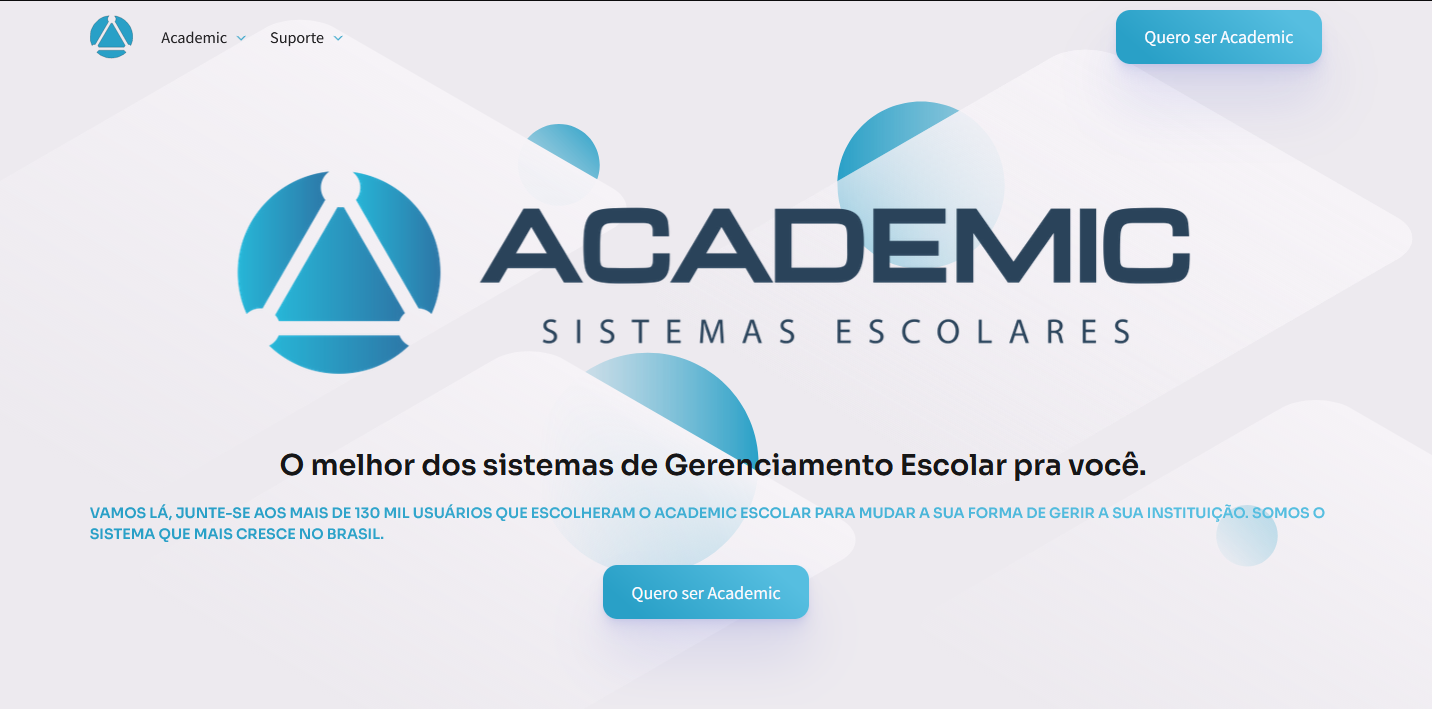 Academic
Suporte
Quero ser Academic
ACADEMIC
SISTEMAS ESCOLARES
O melhor dos sistemas de Gerenciamento Escolar pra você.
VAMOS LÁ, JUNTE-SE AOS MAIS DE 130 MIL USUÁRIOS QUE ESCOLHERAM O ACADEMIC ESCOLAR PARA MUDAR A SUA FORMA DE GERIR A SUA INSTITUIÇÃO. SOMOS O
SISTEMA QUE MAIS CRESCE NO BRASIL.
Quero ser Academic